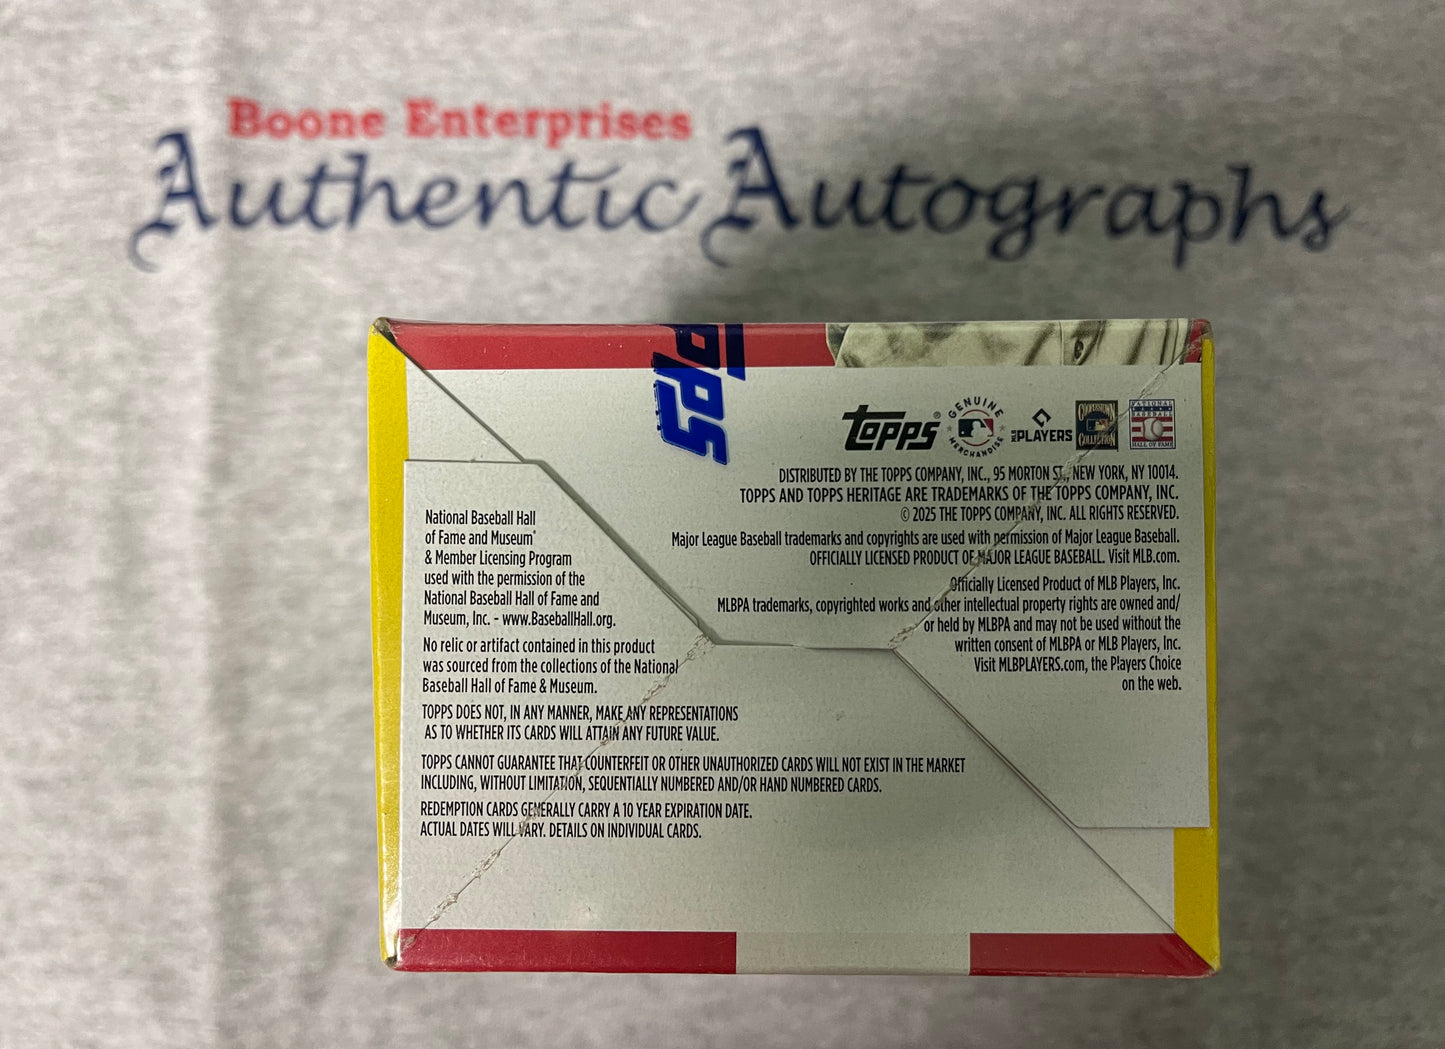 Boone Enterprises
Authentic Autographs
opps
Topps®
GENUINE MERCHANDISE
MLB PLAYERS
COOPERSTOWN COLLECTION
NATIONAL BASEBALL HALL OF FAME
DISTRIBUTED BY THE TOPPS COMPANY, INC., 95 MORTON ST., NEW YORK, NY 10014.
TOPPS AND TOPPS HERITAGE ARE TRADEMARKS OF THE TOPPS COMPANY, INC.
© 2025 THE TOPPS COMPANY, INC. ALL RIGHTS RESERVED.
Major League Baseball trademarks and copyrights are used with permission of Major League Baseball.
OFFICIALLY LICENSED PRODUCT OF MAJOR LEAGUE BASEBALL. Visit MLB.com.
Officially Licensed Product of MLB Players, Inc.
MLBPA trademarks, copyrighted works and other intellectual property rights are owned and/
or held by MLBPA and may not be used without the
written consent of MLBPA or MLB Players, Inc.
Visit MLBPLAYERS.com, the Players Choice
on the web.
National Baseball Hall
of Fame and Museum®
& Member Licensing Program
used with the permission of the
National Baseball Hall of Fame and
Museum, Inc. - www.BaseballHall.org.
No relic or artifact contained in this product
was sourced from the collections of the National
Baseball Hall of Fame & Museum.
TOPPS DOES NOT, IN ANY MANNER, MAKE ANY REPRESENTATIONS
AS TO WHETHER ITS CARDS WILL ATTAIN ANY FUTURE VALUE.
TOPPS CANNOT GUARANTEE THAT COUNTERFEIT OR OTHER UNAUTHORIZED CARDS WILL NOT EXIST IN THE MARKET
INCLUDING, WITHOUT LIMITATION, SEQUENTIALLY NUMBERED AND/OR HAND NUMBERED CARDS.
REDEMPTION CARDS GENERALLY CARRY A 10 YEAR EXPIRATION DATE.
ACTUAL DATES WILL VARY. DETAILS ON INDIVIDUAL CARDS.